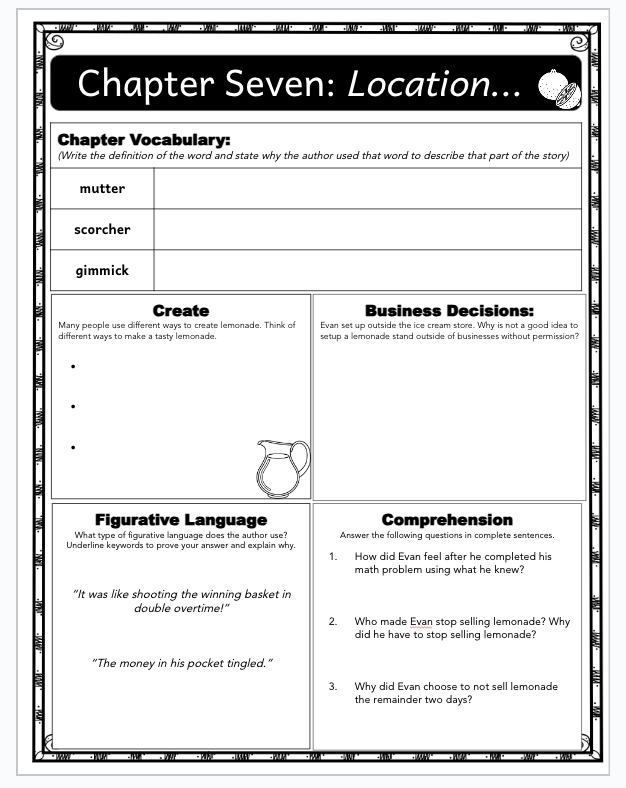 Chapter Seven: Location...
Chapter Vocabulary:
(Write the definition of the word and state why the author used that word to describe that part of the story)
mutter
scorcher
gimmick
Create
Many people use different ways to create lemonade. Think of
different ways to make a tasty lemonade.
•
•
•
Business Decisions:
Evan set up outside the ice cream store. Why is not a good idea to
setup a lemonade stand outside of businesses without permission?
Figurative Language
What type of figurative language does the author use?
Underline keywords to prove your answer and explain why.
“It was like shooting the winning basket in
double overtime!”
“The money in his pocket tingled.”
Comprehension
Answer the following questions in complete sentences.
1. How did Evan feel after he completed his
math problem using what he knew?
2. Who made Evan stop selling lemonade? Why
did he have to stop selling lemonade?
3. Why did Evan choose to not sell lemonade
the remainder two days?